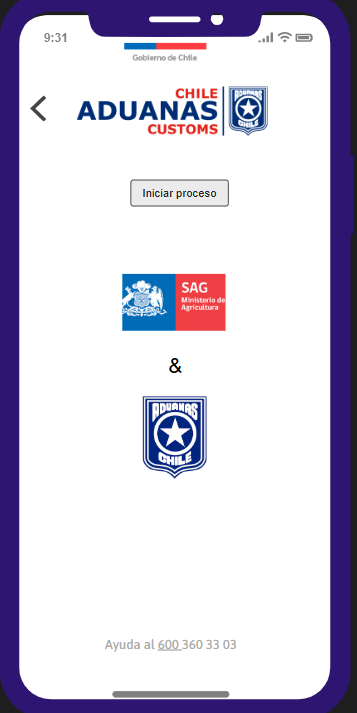 9:31
Gobierno de Chile
CHILE
ADUANAS
CUSTOMS
ADUANAS
CHILE
Iniciar proceso
SAG
Ministerio de
Agricultura
&
ADUANAS
CHILE
Ayuda al 600 360 33 03